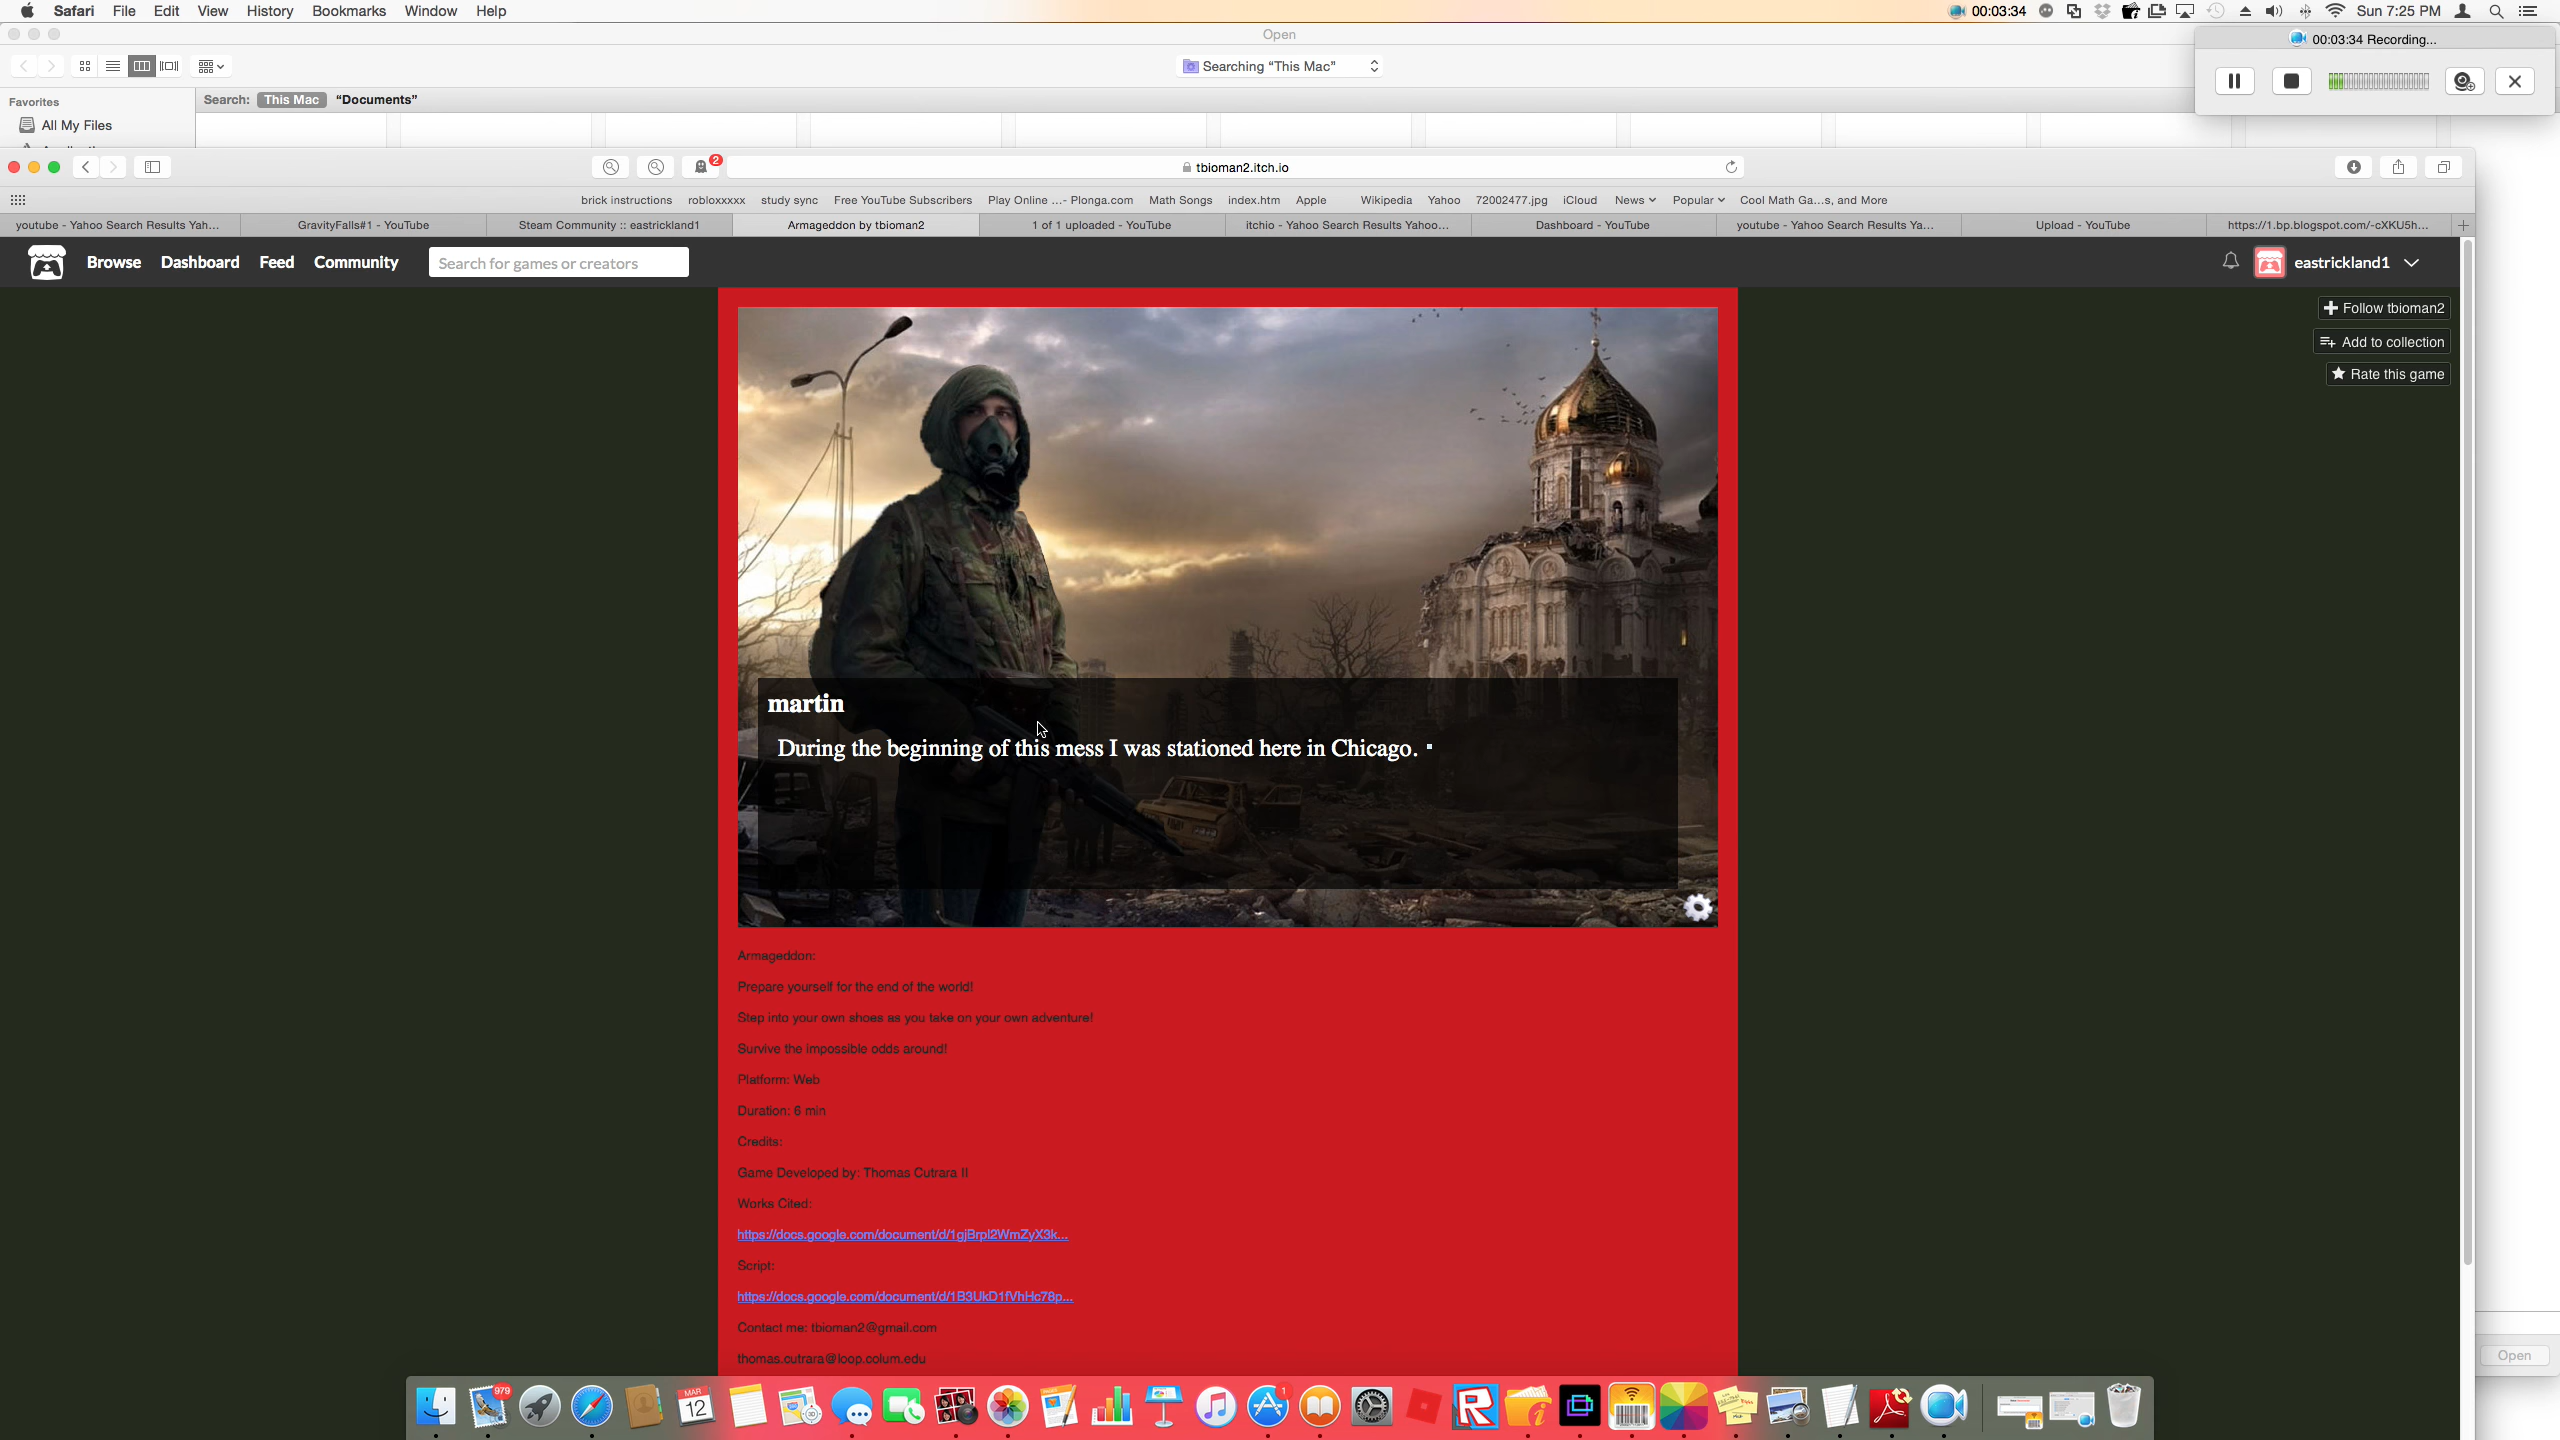 Safari File Edit View History Bookmarks Window Help
00:03:34
Sun 7:25 PM
Open
00:03:34 Recording...
Searching “This Mac”
Favorites
Search: This Mac “Documents”
All My Files
2
tbioman2.itch.io
brick instructions robloxxxxx study sync Free YouTube Subscribers Play Online ...- Plonga.com Math Songs index.htm Apple Wikipedia Yahoo 72002477.jpg iCloud News Popular Cool Math Ga...s, and More
youtube - Yahoo Search Results Yah... GravityFalls#1 - YouTube Steam Community :: eastrickland1 Armageddon by tbioman2 1 of 1 uploaded - YouTube itchio - Yahoo Search Results Yahoo... Dashboard - YouTube youtube - Yahoo Search Results Ya... Upload - YouTube https://1.bp.blogspot.com/-cXKU5h...
Browse Dashboard Feed Community Search for games or creators eastrickland1
Follow tbioman2
Add to collection
Rate this game
martin
During the beginning of this mess I was stationed here in Chicago.
Armageddon:
Prepare yourself for the end of the world!
Step into your own shoes as you take on your own adventure!
Survive the impossible odds around!
Platform: Web
Duration: 6 min
Credits:
Game Developed by: Thomas Cutrara II
Works Cited:
https://docs.google.com/document/d/1gjBrpl2WmZyX3k...
Script:
https://docs.google.com/document/d/1B3UkD1fVhHc78p...
Contact me: tbioman2@gmail.com
thomas.cutrara@loop.colum.edu
Open
979
MAR
12
1